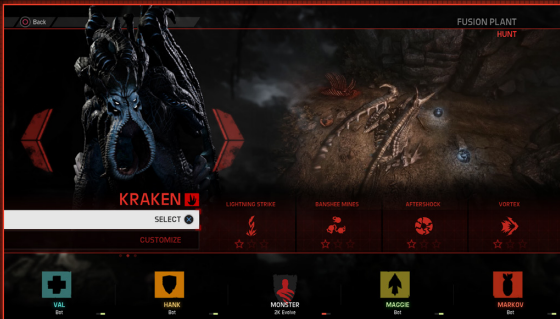 Back
FUSION PLANT
HUNT
KRAKEN
SELECT
CUSTOMIZE
LIGHTNING STRIKE
BANSHEE MINES
AFTERSHOCK
VORTEX
VAL
Bot
HANK
Bot
MONSTER
2K Evolve
MAGGIE
Bot
MARKOV
Bot